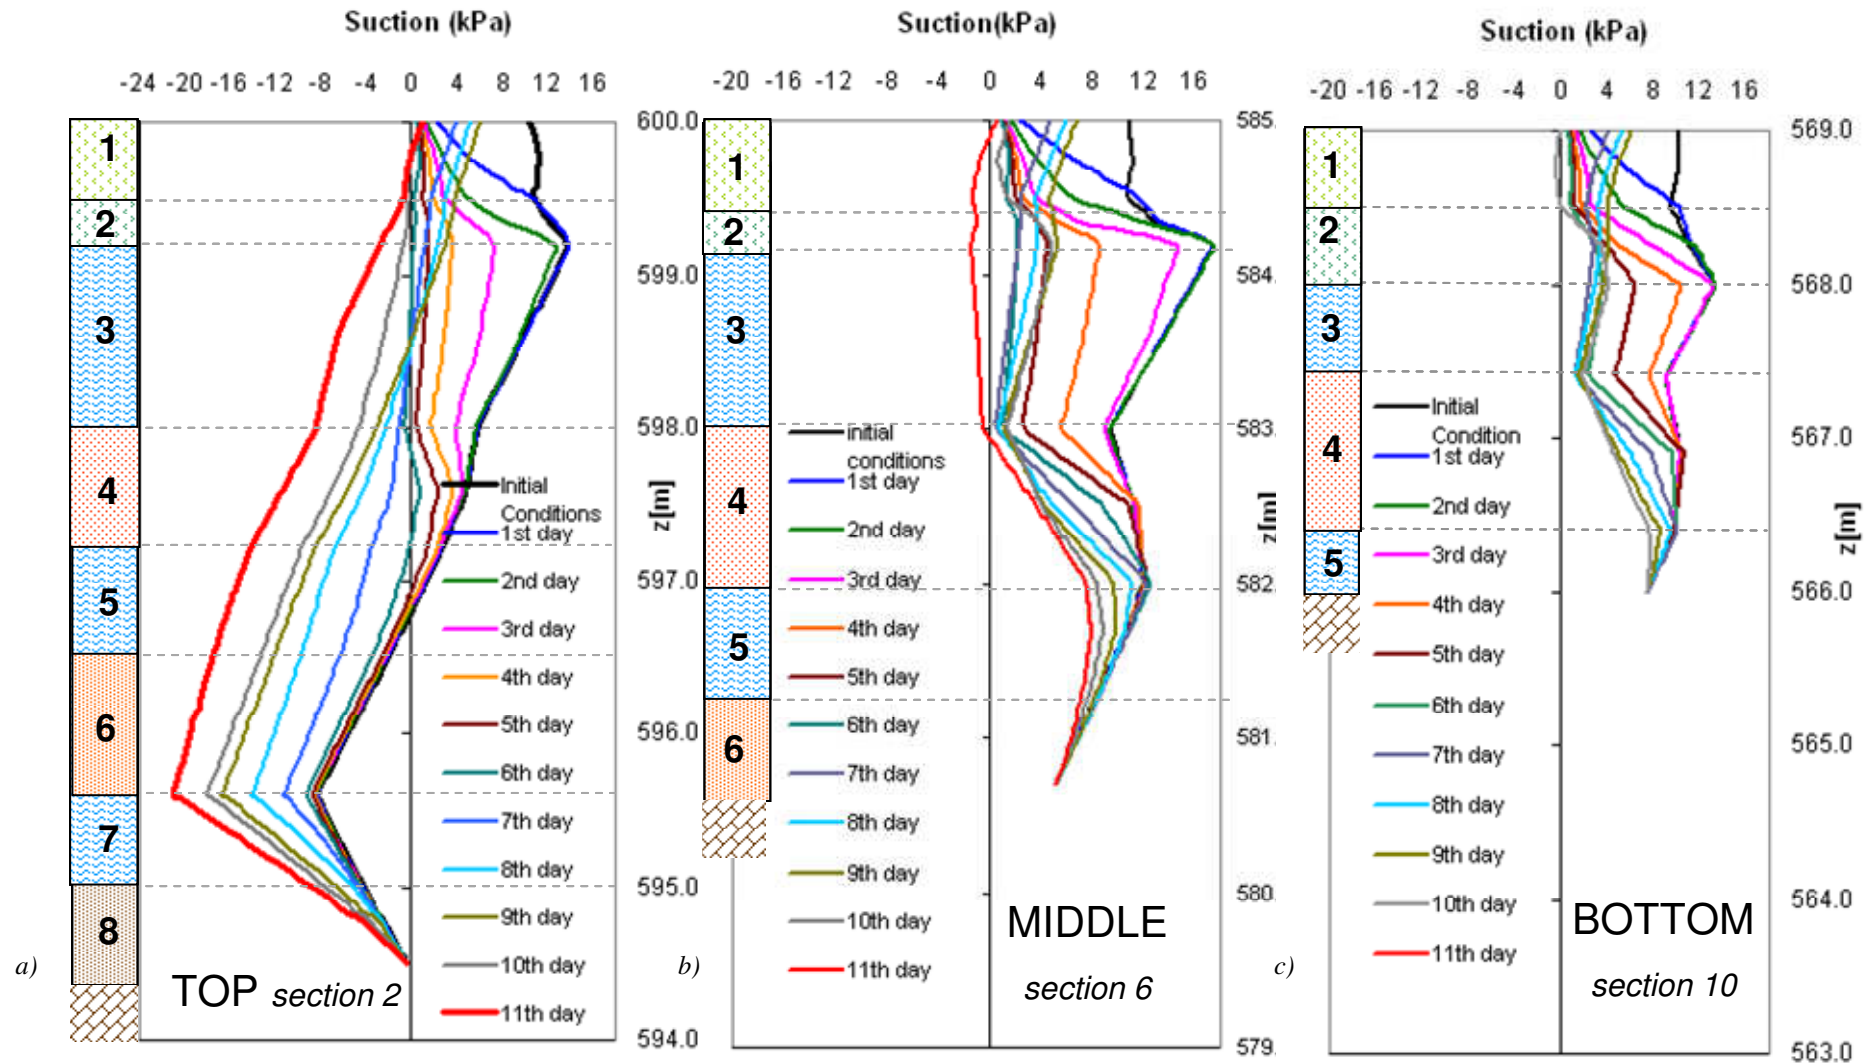 Suction (kPa)
-24 -20 -16 -12 -8 -4 0 4 8 12 16
1
2
3
4
5
6
7
8
600.0
599.0
598.0
597.0
596.0
595.0
594.0
z[m]
Initial
Conditions
1st day
2nd day
3rd day
4th day
5th day
6th day
7th day
8th day
9th day
10th day
11th day
a)
TOP section 2
Suction(kPa)
-20 -16 -12 -8 -4 0 4 8 12 16
1
2
3
4
5
6
585.
584.
583.
582.
581.
580.
579.
z[m]
initial
conditions
1st day
2nd day
3rd day
4th day
5th day
6th day
7th day
8th day
9th day
10th day
11th day
b)
MIDDLE
section 6
Suction (kPa)
-20 -16 -12 -8 -4 0 4 8 12 16
1
2
3
4
5
569.0
568.0
567.0
566.0
565.0
564.0
563.0
z[m]
Initial
Condition
1st day
2nd day
3rd day
4th day
5th day
6th day
7th day
8th day
9th day
10th day
11th day
c)
BOTTOM
section 10